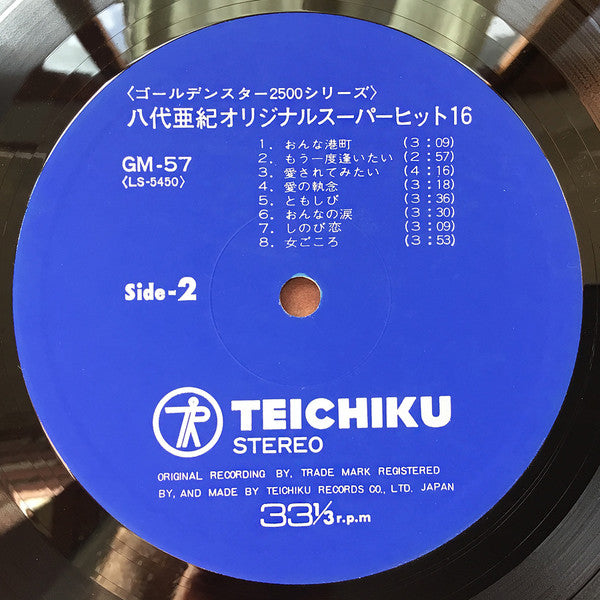 〈ゴールデンスター2500シリーズ〉
八代亜紀オリジナルスーパーヒット16
GM-57
〈LS-5450〉
1. おんな港町 (3:09)
2. もう一度逢いたい (2:57)
3. 愛されてみたい (4:16)
4. 愛の執念 (3:18)
5. ともしび (3:36)
6. おんなの涙 (3:30)
7. しのび恋 (3:09)
8. 女ごころ (3:53)
Side-2
TEICHIKU
STEREO
ORIGINAL RECORDING BY, TRADE MARK REGISTERED
BY, AND MADE BY TEICHIKU RECORDS CO., LTD. JAPAN
33⅓ r.p.m